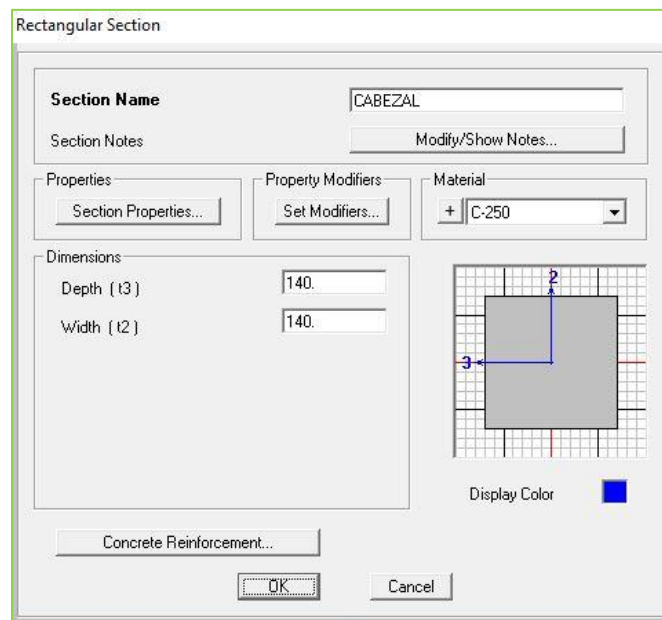 Rectangular Section
Section Name CABEZAL
Section Notes Modify/Show Notes...
Properties Property Modifiers Material
Section Properties... Set Modifiers... + C-250
Dimensions
Depth ( t3 ) 140.
Width ( t2 ) 140.
2
3
Display Color
Concrete Reinforcement...
OK Cancel